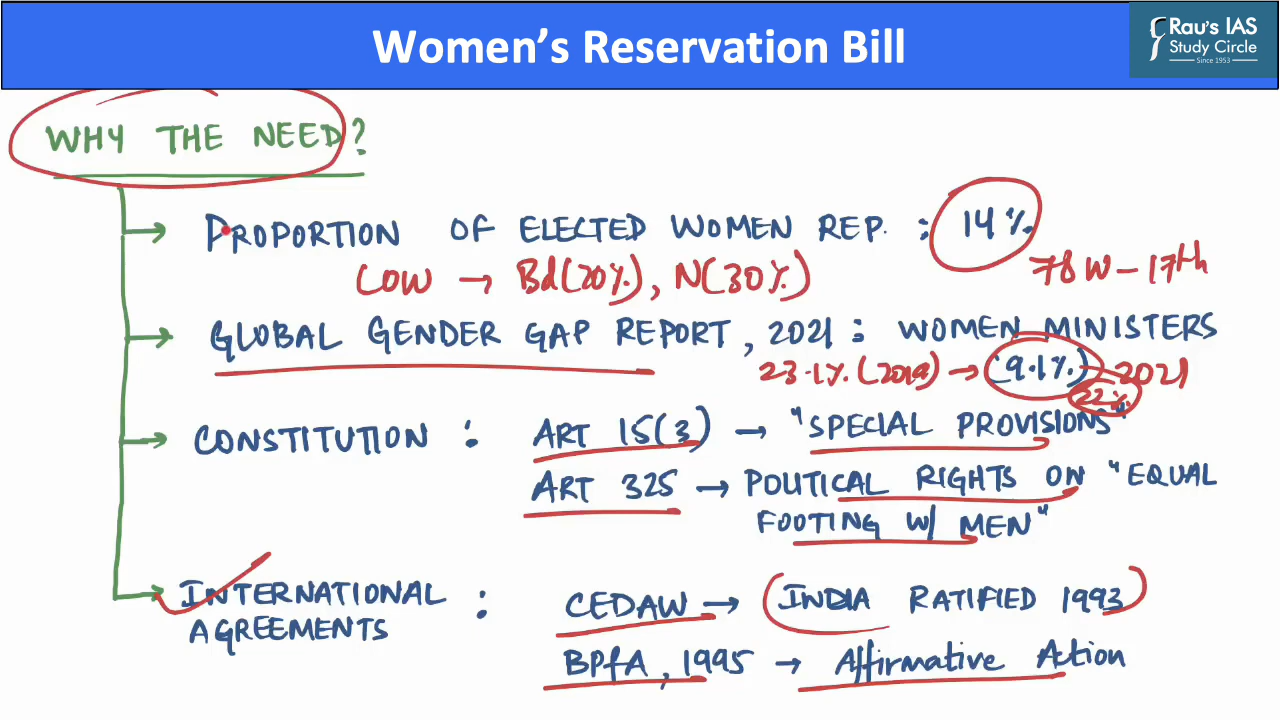 Women's Reservation Bill
Rau's IAS
Study Circle
Since 1953
WHY THE NEED?
PROPORTION OF ELECTED WOMEN REP. : 14%
LOW → Bd(20%), N(30%)
78 W - 17th
GLOBAL GENDER GAP REPORT, 2021 : WOMEN MINISTERS
23.1% (2019) → (9.1%) 2021
22%
CONSTITUTION : ART 15(3) → "SPECIAL PROVISIONS"
ART 325 → POLITICAL RIGHTS ON "EQUAL
FOOTING W/ MEN"
INTERNATIONAL AGREEMENTS : CEDAW → INDIA RATIFIED 1993
BPfA, 1995 → Affirmative Action